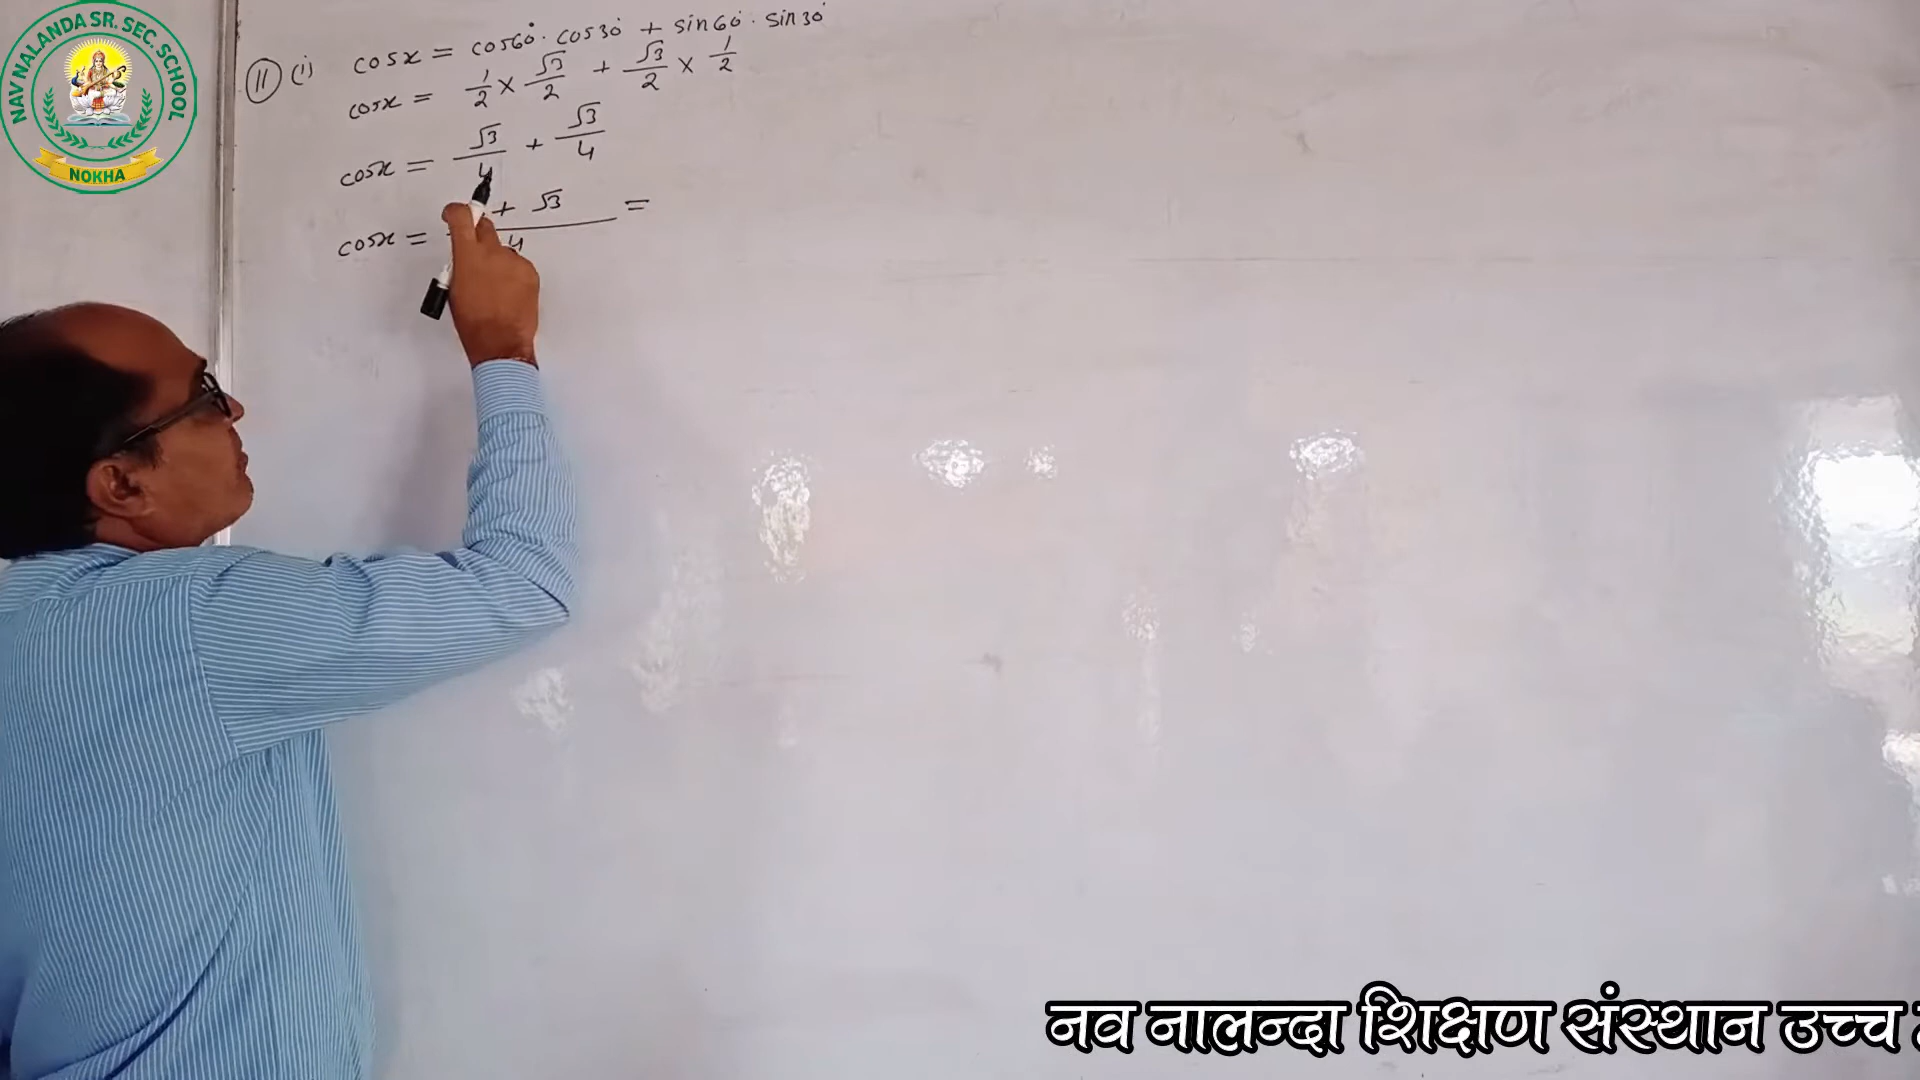 NAV NALANDA SR. SEC. SCHOOL
NOKHA
11 (i) cosx = cos60° · cos30° + sin60° · sin30°
cosx = 1/2 × √3/2 + √3/2 × 1/2
cosx = √3/4 + √3/4
cosx = + √3 / 4 =
नव नालन्दा शिक्षण संस्थान उच्च